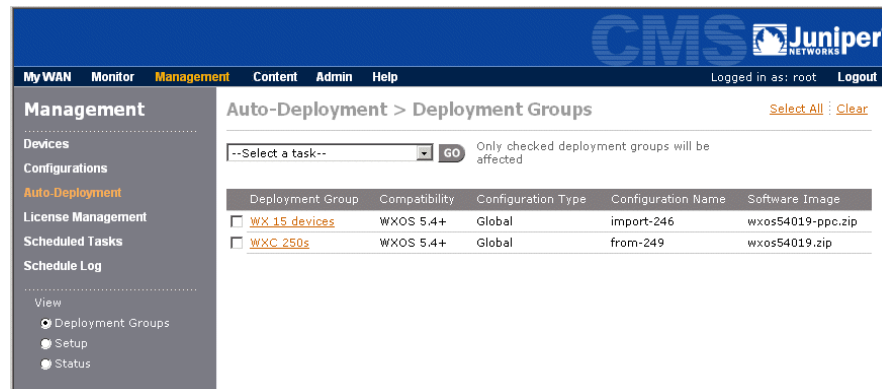 CMS
Juniper
NETWORKS
My WAN Monitor Management Content Admin Help Logged in as: root Logout
Management
Devices
Configurations
Auto-Deployment
License Management
Scheduled Tasks
Schedule Log
View
Deployment Groups
Setup
Status
Auto-Deployment > Deployment Groups
Select All Clear
--Select a task-- GO
Only checked deployment groups will be
affected
Deployment Group Compatibility Configuration Type Configuration Name Software Image
WX 15 devices WXOS 5.4+ Global import-246 wxos54019-ppc.zip
WXC 250s WXOS 5.4+ Global from-249 wxos54019.zip